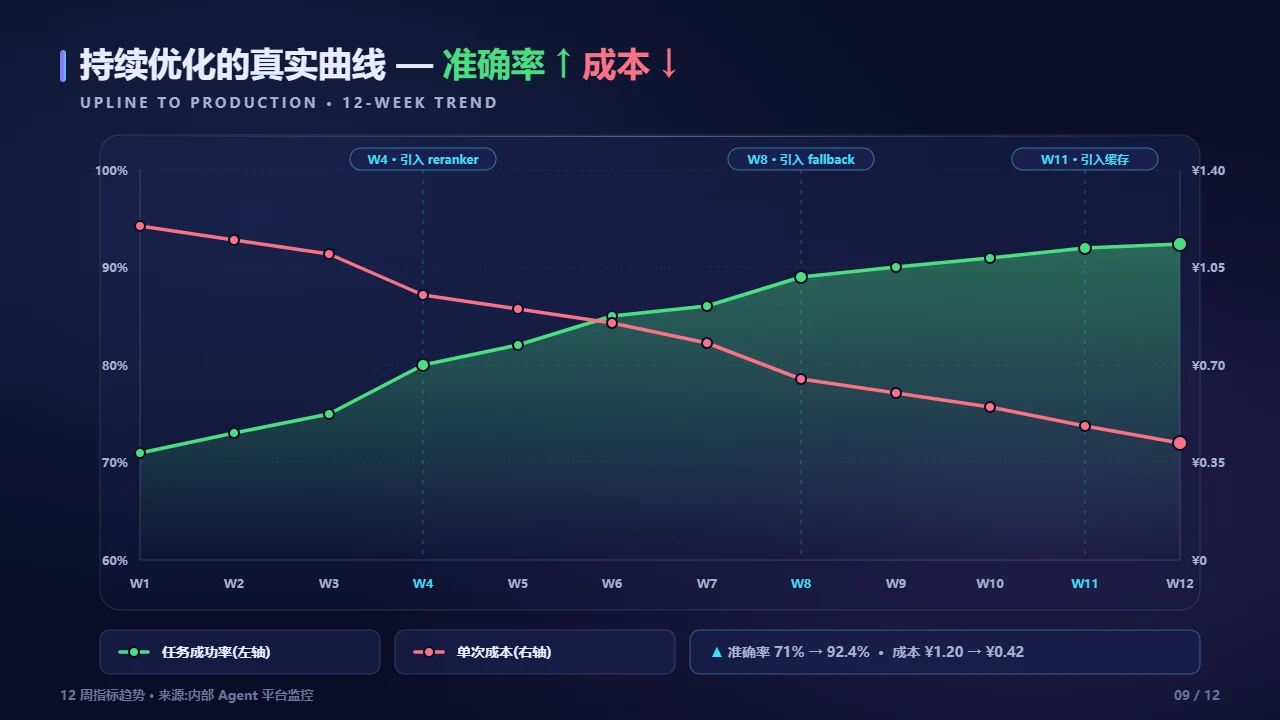 持续优化的真实曲线 — 准确率 ↑ 成本 ↓
UPLINE TO PRODUCTION • 12-WEEK TREND
W4 • 引入 reranker
W8 • 引入 fallback
W11 • 引入缓存
100%
90%
80%
70%
60%
¥1.40
¥1.05
¥0.70
¥0.35
¥0
W1 W2 W3 W4 W5 W6 W7 W8 W9 W10 W11 W12
任务成功率(左轴)
单次成本(右轴)
▲ 准确率 71% → 92.4% • 成本 ¥1.20 → ¥0.42
12 周指标趋势 • 来源:内部 Agent 平台监控
09 / 12